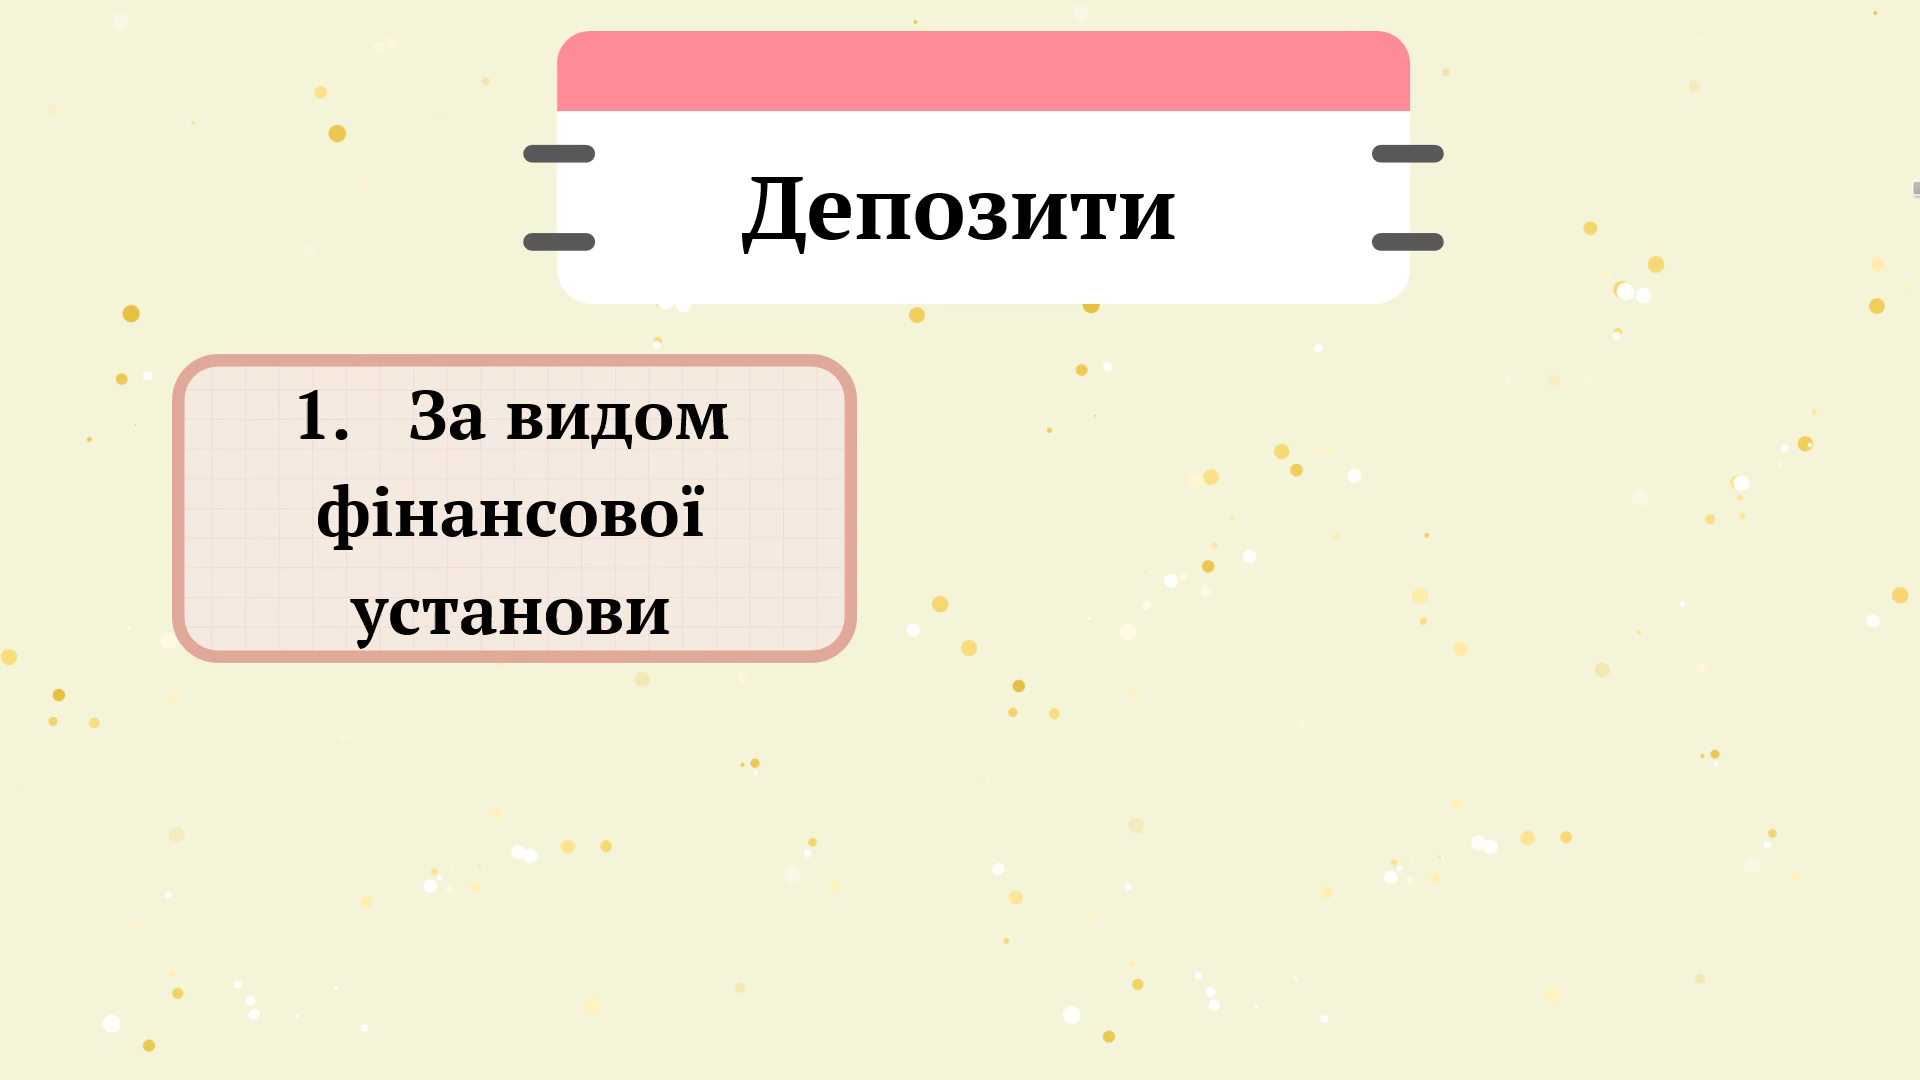 Депозити
1. За видом
фінансової
установи